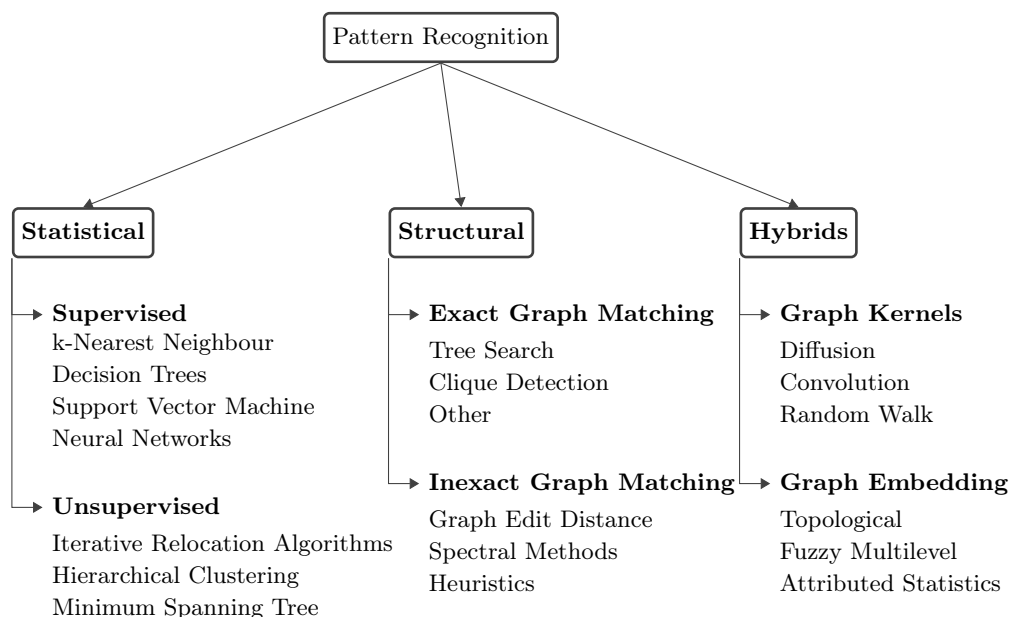 Pattern Recognition
Statistical
Supervised
k-Nearest Neighbour
Decision Trees
Support Vector Machine
Neural Networks
Unsupervised
Iterative Relocation Algorithms
Hierarchical Clustering
Minimum Spanning Tree
Structural
Exact Graph Matching
Tree Search
Clique Detection
Other
Inexact Graph Matching
Graph Edit Distance
Spectral Methods
Heuristics
Hybrids
Graph Kernels
Diffusion
Convolution
Random Walk
Graph Embedding
Topological
Fuzzy Multilevel
Attributed Statistics